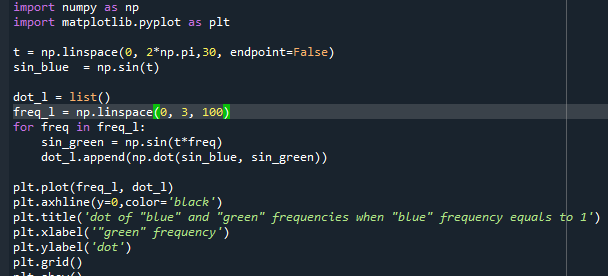 import numpy as np
import matplotlib.pyplot as plt
t = np.linspace(0, 2*np.pi,30, endpoint=False)
sin_blue  = np.sin(t)
dot_l = list()
freq_l = np.linspace(0, 3, 100)
for freq in freq_l:
    sin_green = np.sin(t*freq)
    dot_l.append(np.dot(sin_blue, sin_green))
plt.plot(freq_l, dot_l)
plt.axhline(y=0,color='black')
plt.title('dot of "blue" and "green" frequencies when "blue" frequency equals to 1')
plt.xlabel('"green" frequency')
plt.ylabel('dot')
plt.grid()
plt.show()